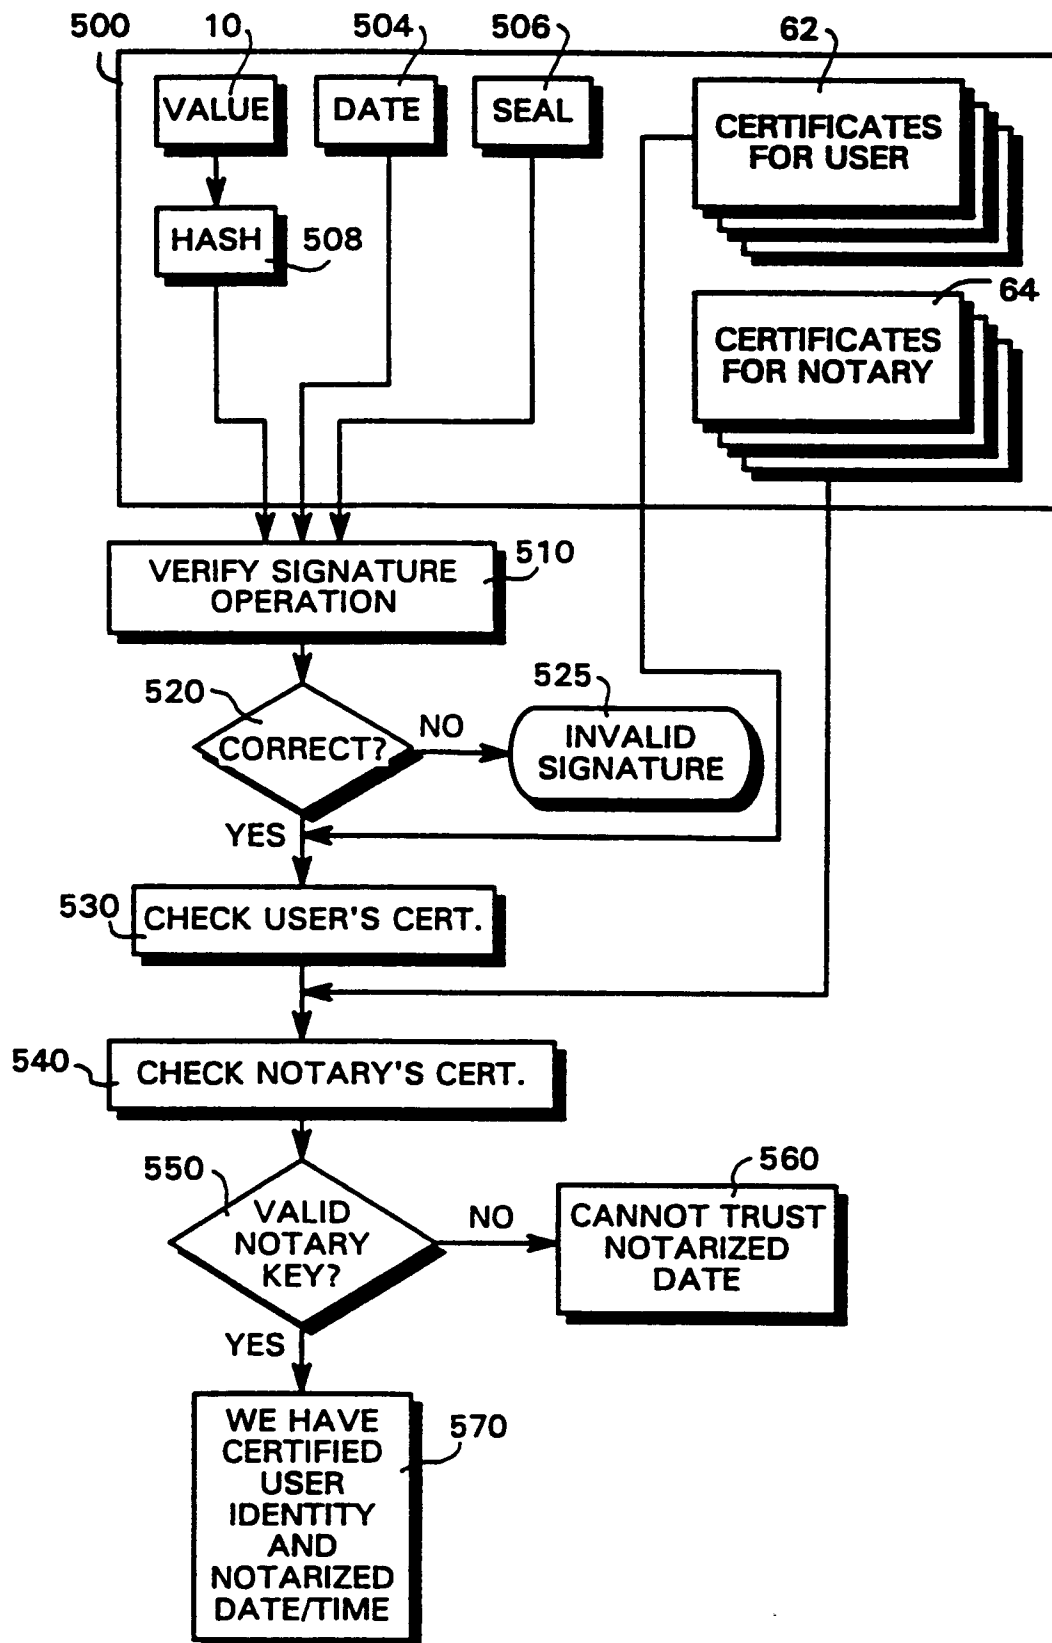 500
10
504
506
62
VALUE
DATE
SEAL
CERTIFICATES
FOR USER
HASH
508
64
CERTIFICATES
FOR NOTARY
VERIFY SIGNATURE
OPERATION
510
520
CORRECT?
NO
525
INVALID
SIGNATURE
YES
530
CHECK USER'S CERT.
540
CHECK NOTARY'S CERT.
550
VALID
NOTARY
KEY?
NO
560
CANNOT TRUST
NOTARIZED
DATE
YES
WE HAVE
CERTIFIED
USER
IDENTITY
AND
NOTARIZED
DATE/TIME
570